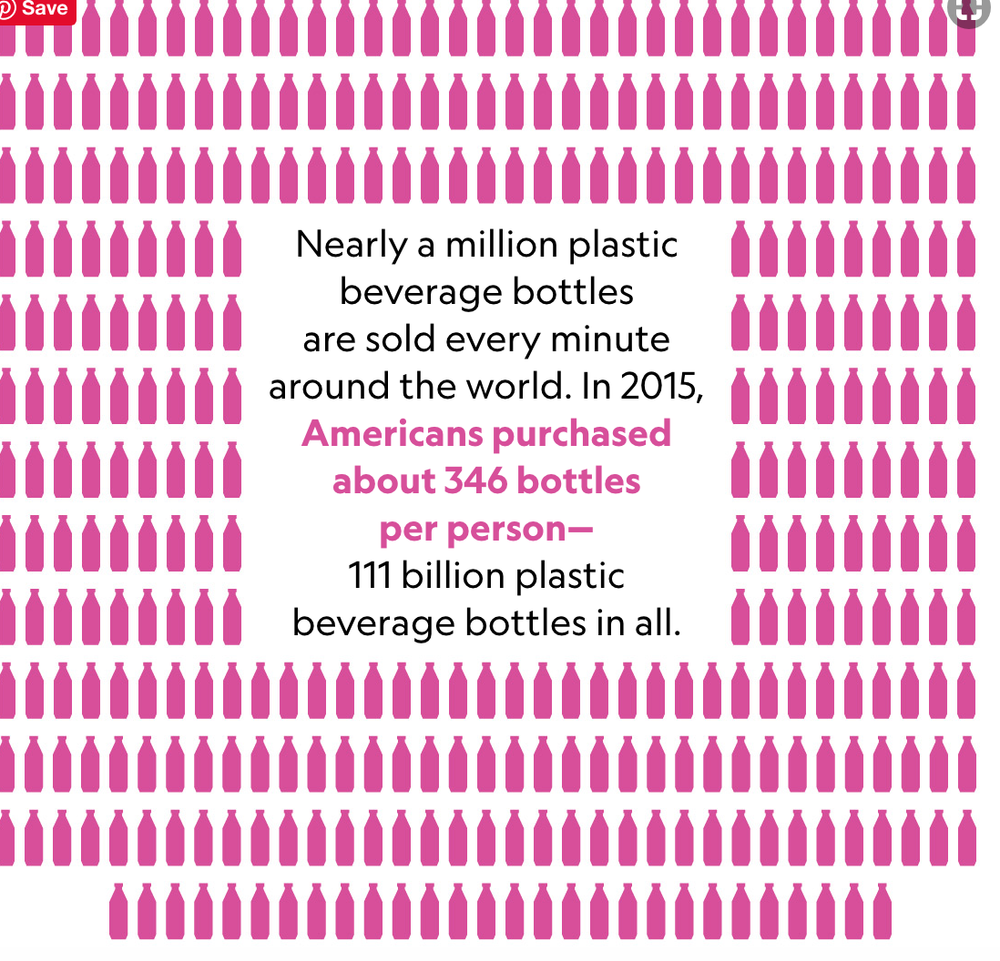 Save
Nearly a million plastic
beverage bottles
are sold every minute
around the world. In 2015,
Americans purchased
about 346 bottles
per person—
111 billion plastic
beverage bottles in all.